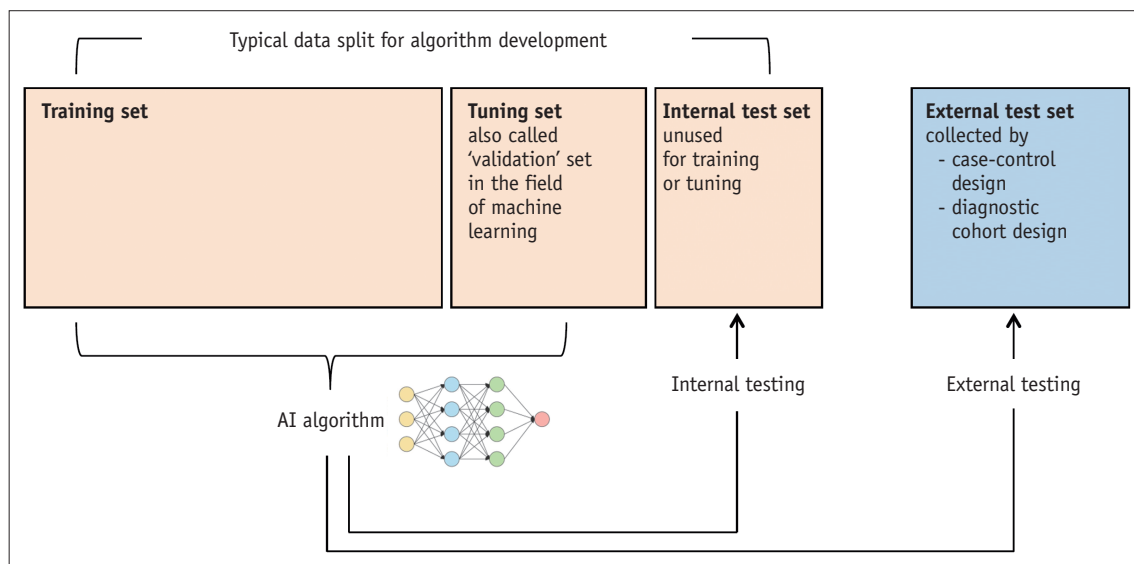 Typical data split for algorithm development
Training set
Tuning set
also called
‘validation’ set
in the field
of machine
learning
Internal test set
unused
for training
or tuning
External test set
collected by
- case-control
design
- diagnostic
cohort design
AI algorithm
Internal testing
External testing